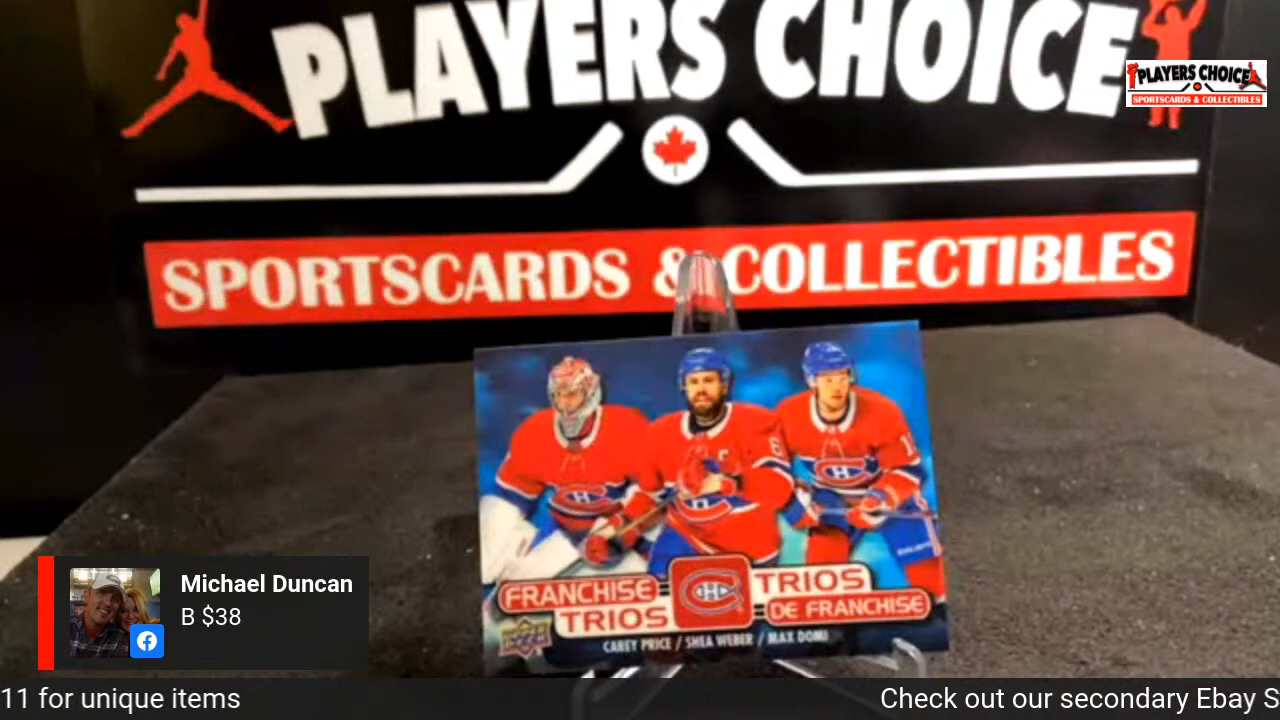 PLAYERS CHOICE
PLAYERS CHOICE
SPORTSCARDS & COLLECTIBLES
SPORTSCARDS & COLLECTIBLES
FRANCHISE
TRIOS
TRIOS
DE FRANCHISE
CAREY PRICE / SHEA WEBER / MAX DOMI
Michael Duncan
B $38
11 for unique items
Check out our secondary Ebay S